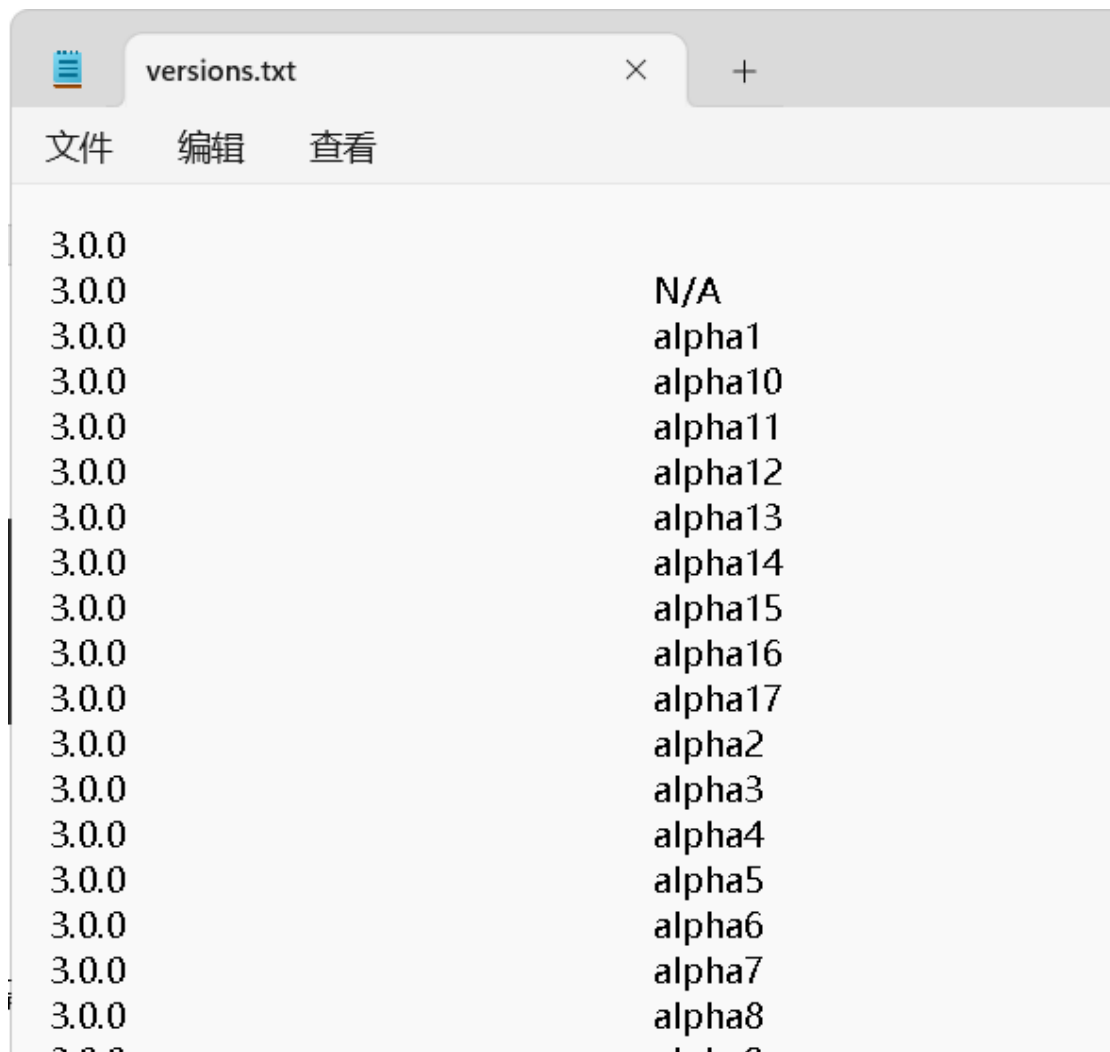 versions.txt
文件 编辑 查看
3.0.0
3.0.0 N/A
3.0.0 alpha1
3.0.0 alpha10
3.0.0 alpha11
3.0.0 alpha12
3.0.0 alpha13
3.0.0 alpha14
3.0.0 alpha15
3.0.0 alpha16
3.0.0 alpha17
3.0.0 alpha2
3.0.0 alpha3
3.0.0 alpha4
3.0.0 alpha5
3.0.0 alpha6
3.0.0 alpha7
3.0.0 alpha8